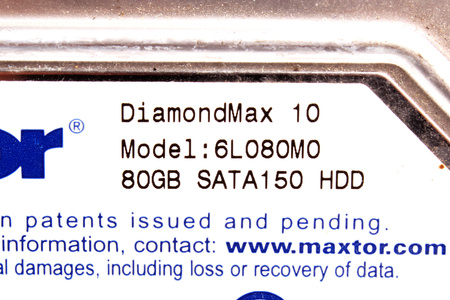 DiamondMax 10
Model:6L080M0
80GB SATA150 HDD
or®
n patents issued and pending.
information, contact: www.maxtor.com
al damages, including loss or recovery of data.